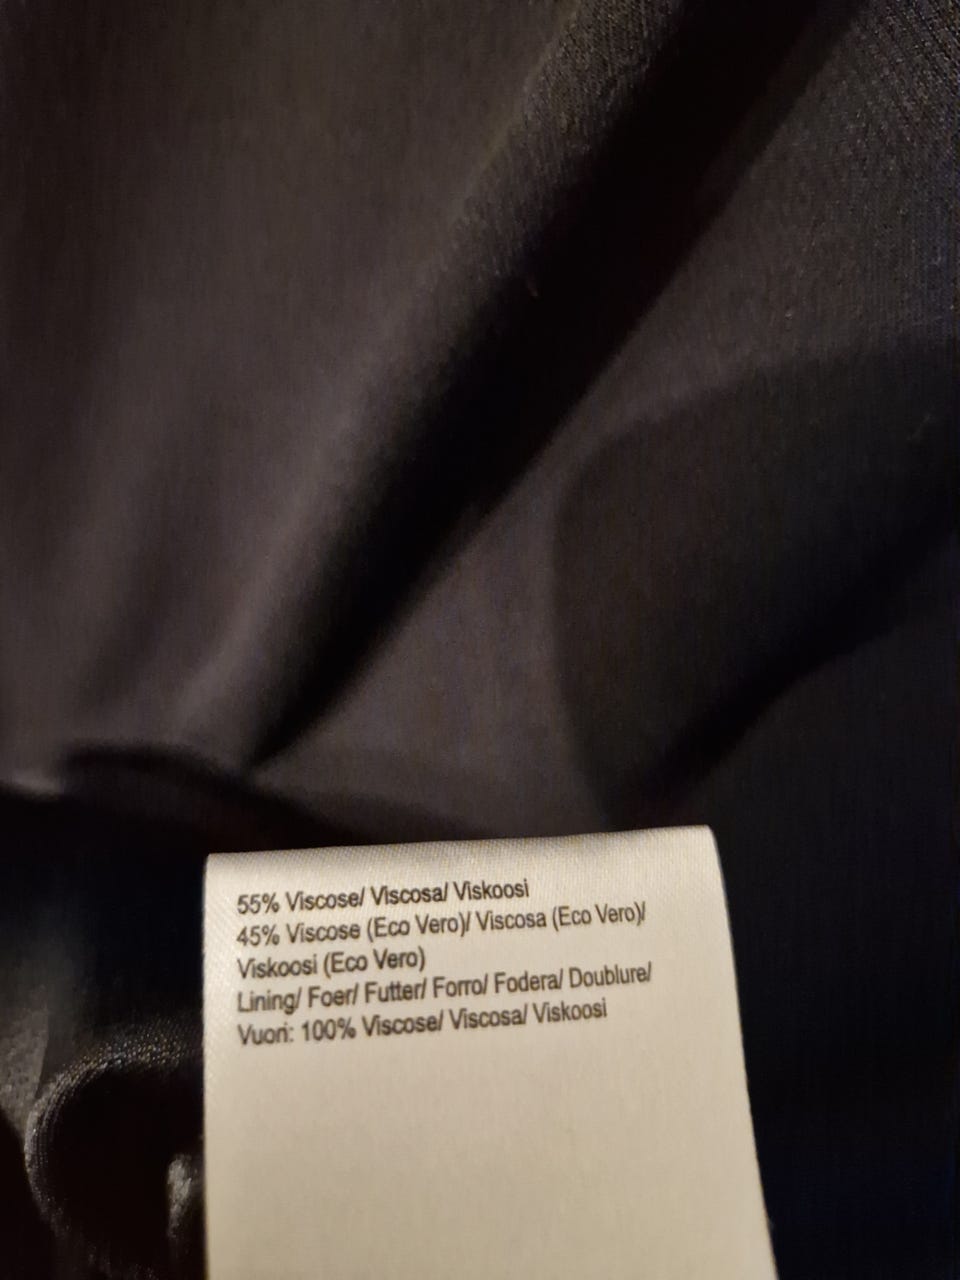 55% Viscose/ Viscosa/ Viskoosi
45% Viscose (Eco Vero)/ Viscosa (Eco Vero)/
Viskoosi (Eco Vero)
Lining/ Foer/ Futter/ Forro/ Fodera/ Doublure/
Vuori: 100% Viscose/ Viscosa/ Viskoosi